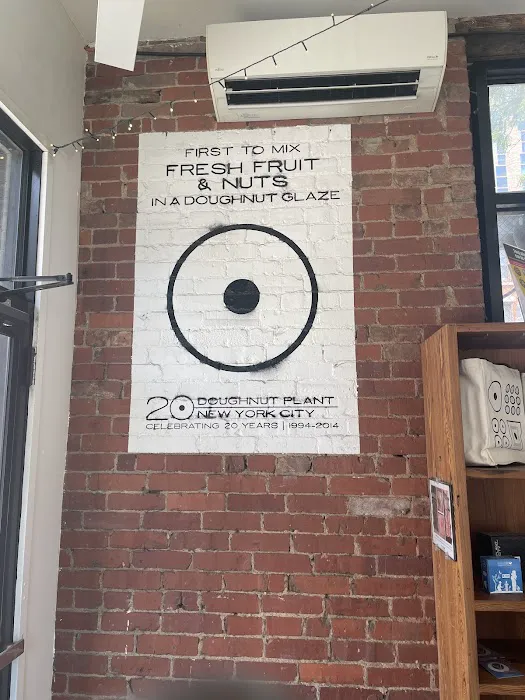 FIRST TO MIX
FRESH FRUIT
& NUTS
IN A DOUGHNUT GLAZE
20 DOUGHNUT PLANT
NEW YORK CITY
CELEBRATING 20 YEARS | 1994-2014